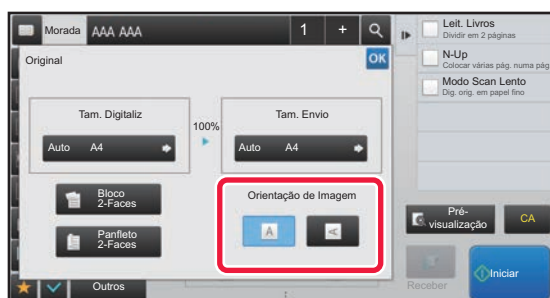 Morada AAA AAA 1 + 
Original OK
Tam. Digitaliz
Auto A4
100%
Tam. Envio
Auto A4
Bloco
2-Faces
Panfleto
2-Faces
Orientação de Imagem
A A
Outros
Leit. Livros
Dividir em 2 páginas
N-Up
Colocar várias pág. numa pág
Modo Scan Lento
Dig. orig. em papel fino
Pré-
visualização
CA
Receber
Iniciar